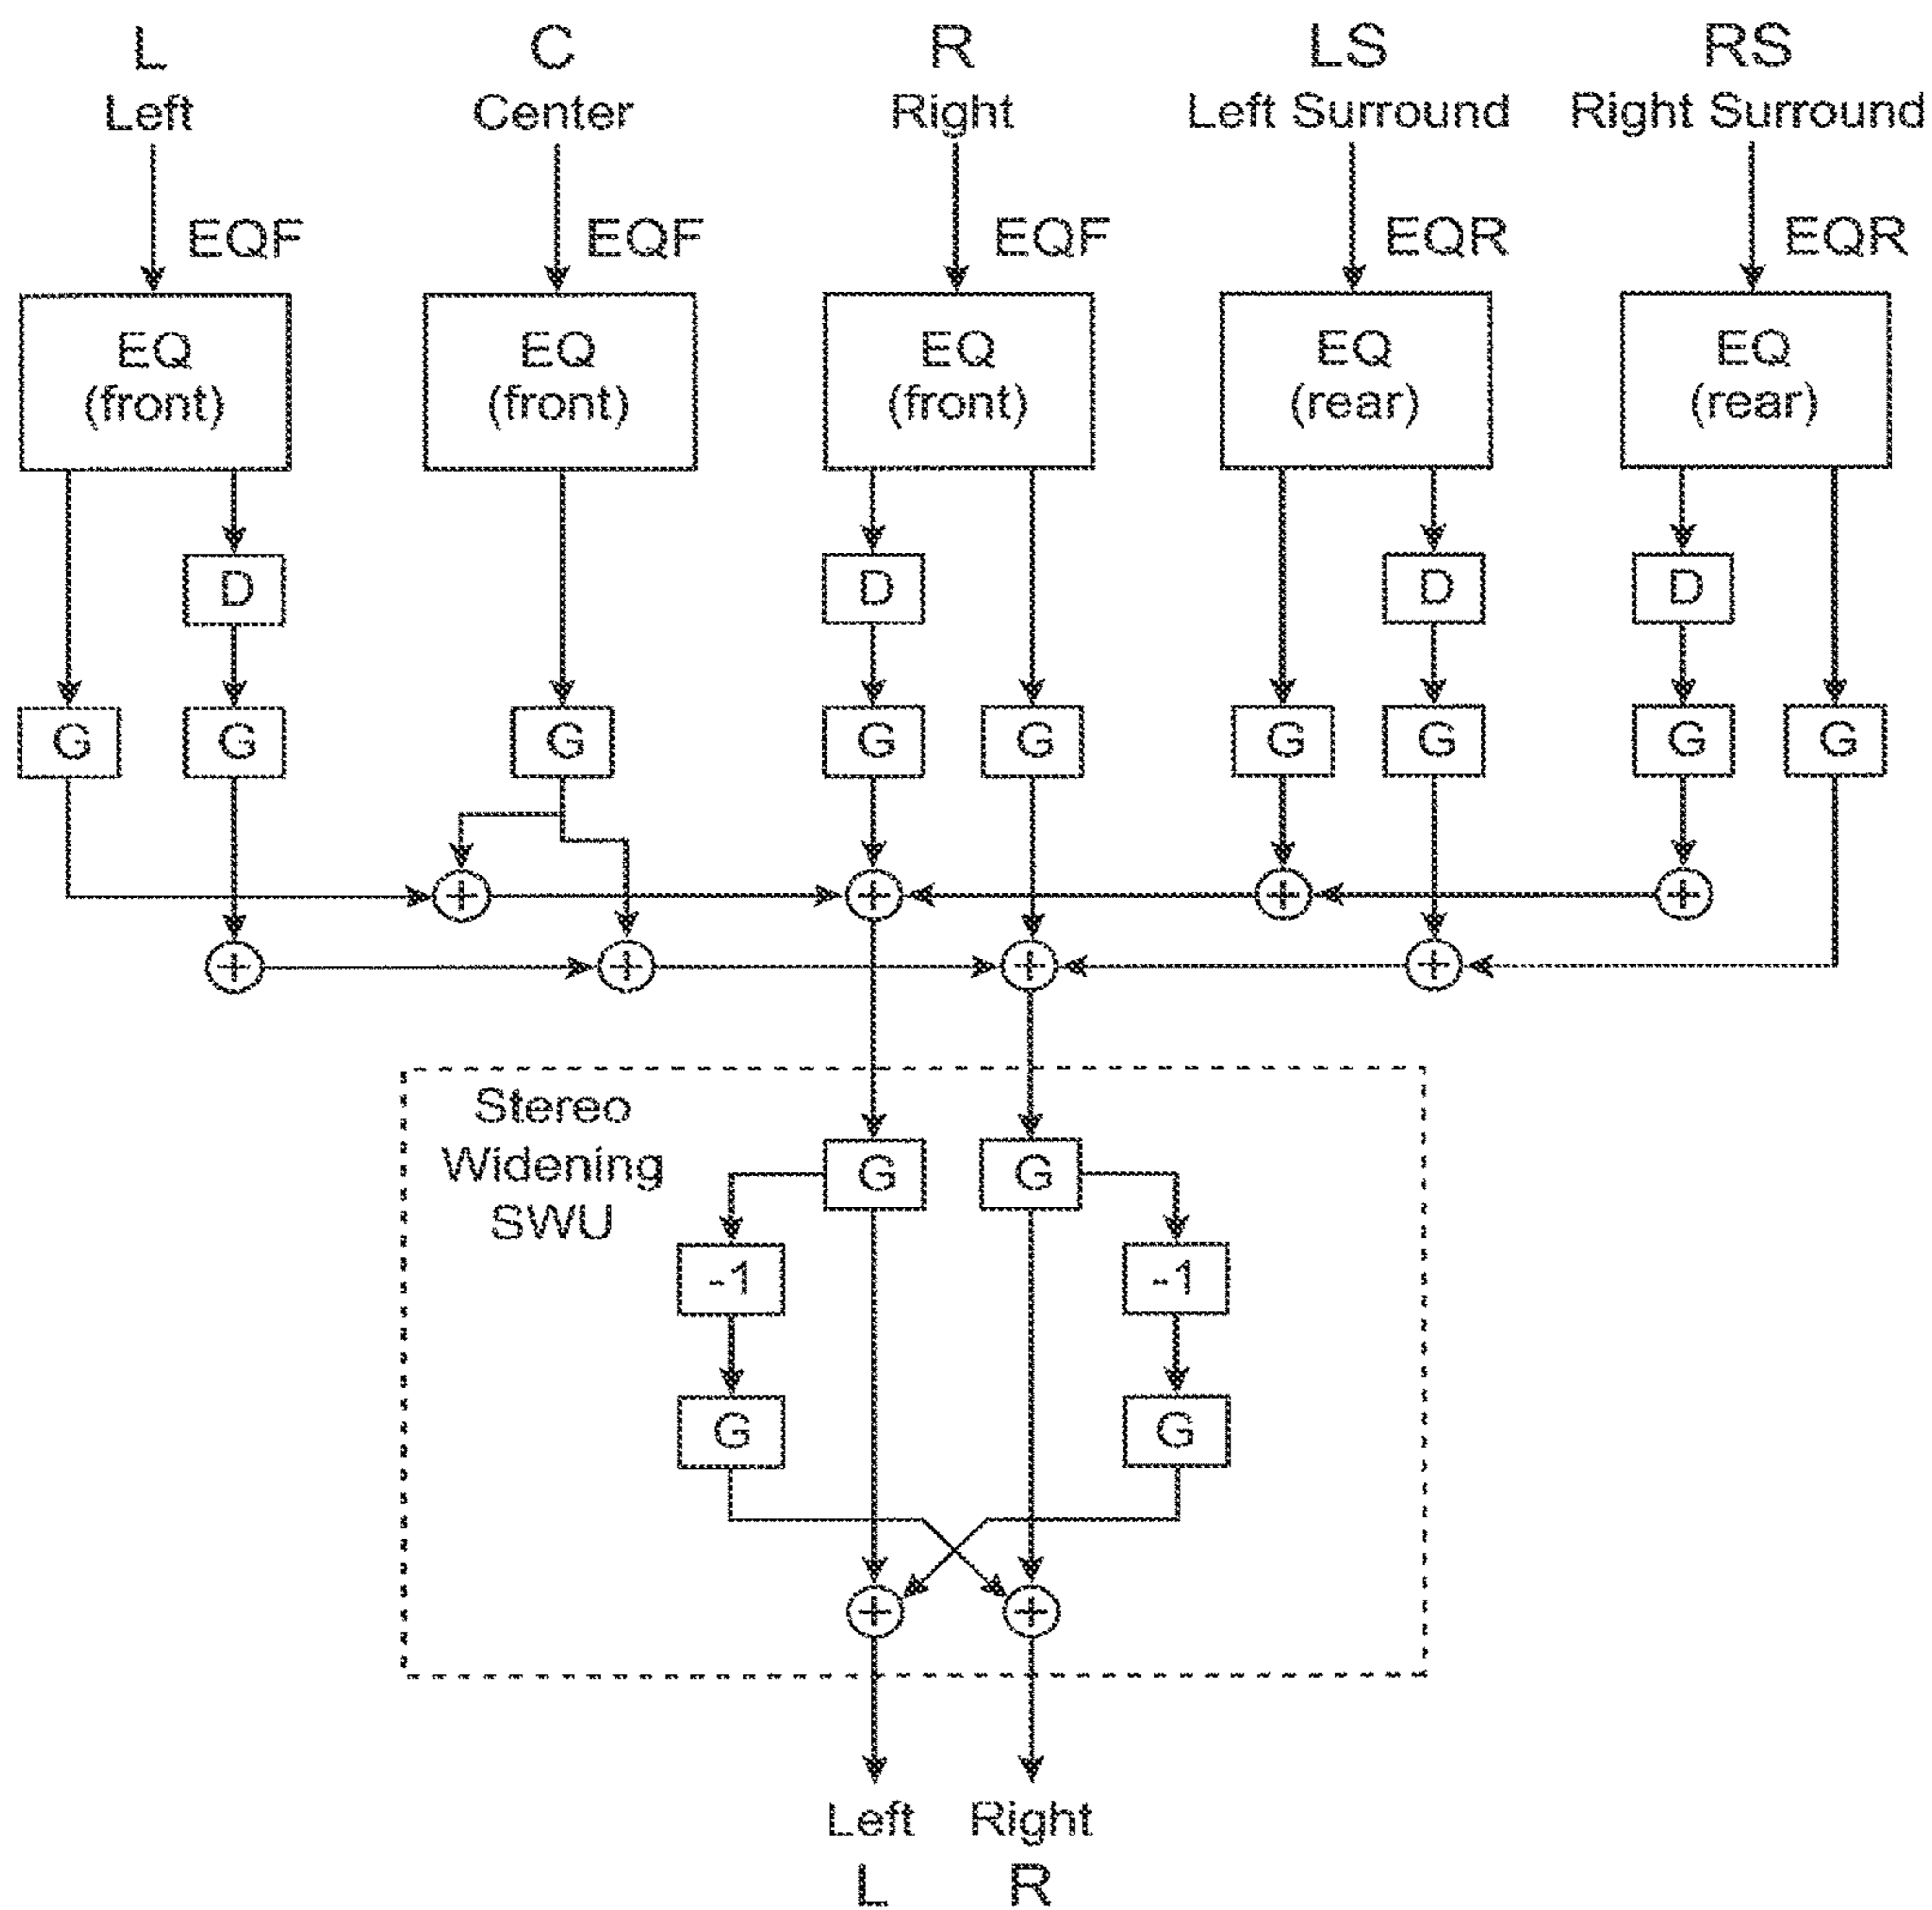 L C R LS RS
Left Center Right Left Surround Right Surround
EQF EQF EQF EQR EQR
EQ EQ EQ EQ EQ
(front) (front) (front) (rear) (rear)
D D D D
G G G G G G G G G
+ + + +
+ + + +
Stereo
Widening
SWU
G G
-1 -1
G G
+ +
Left Right
L R